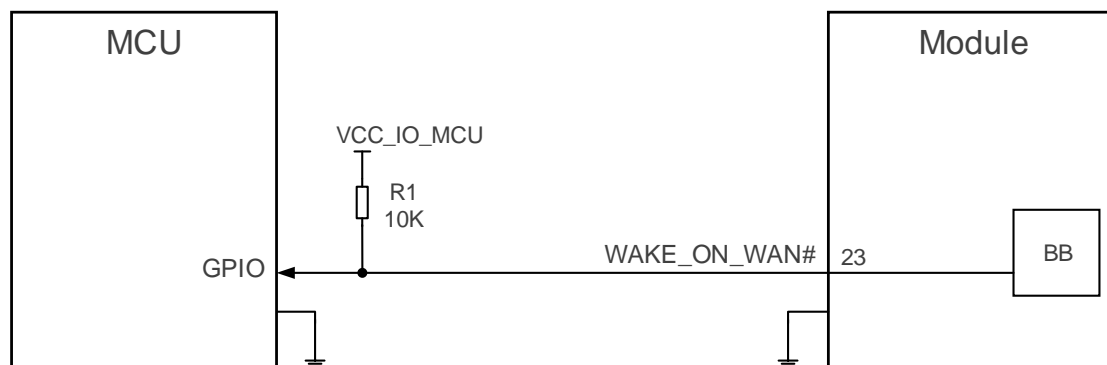 MCU
Module
VCC_IO_MCU
R1
10K
GPIO
WAKE_ON_WAN#
23
BB